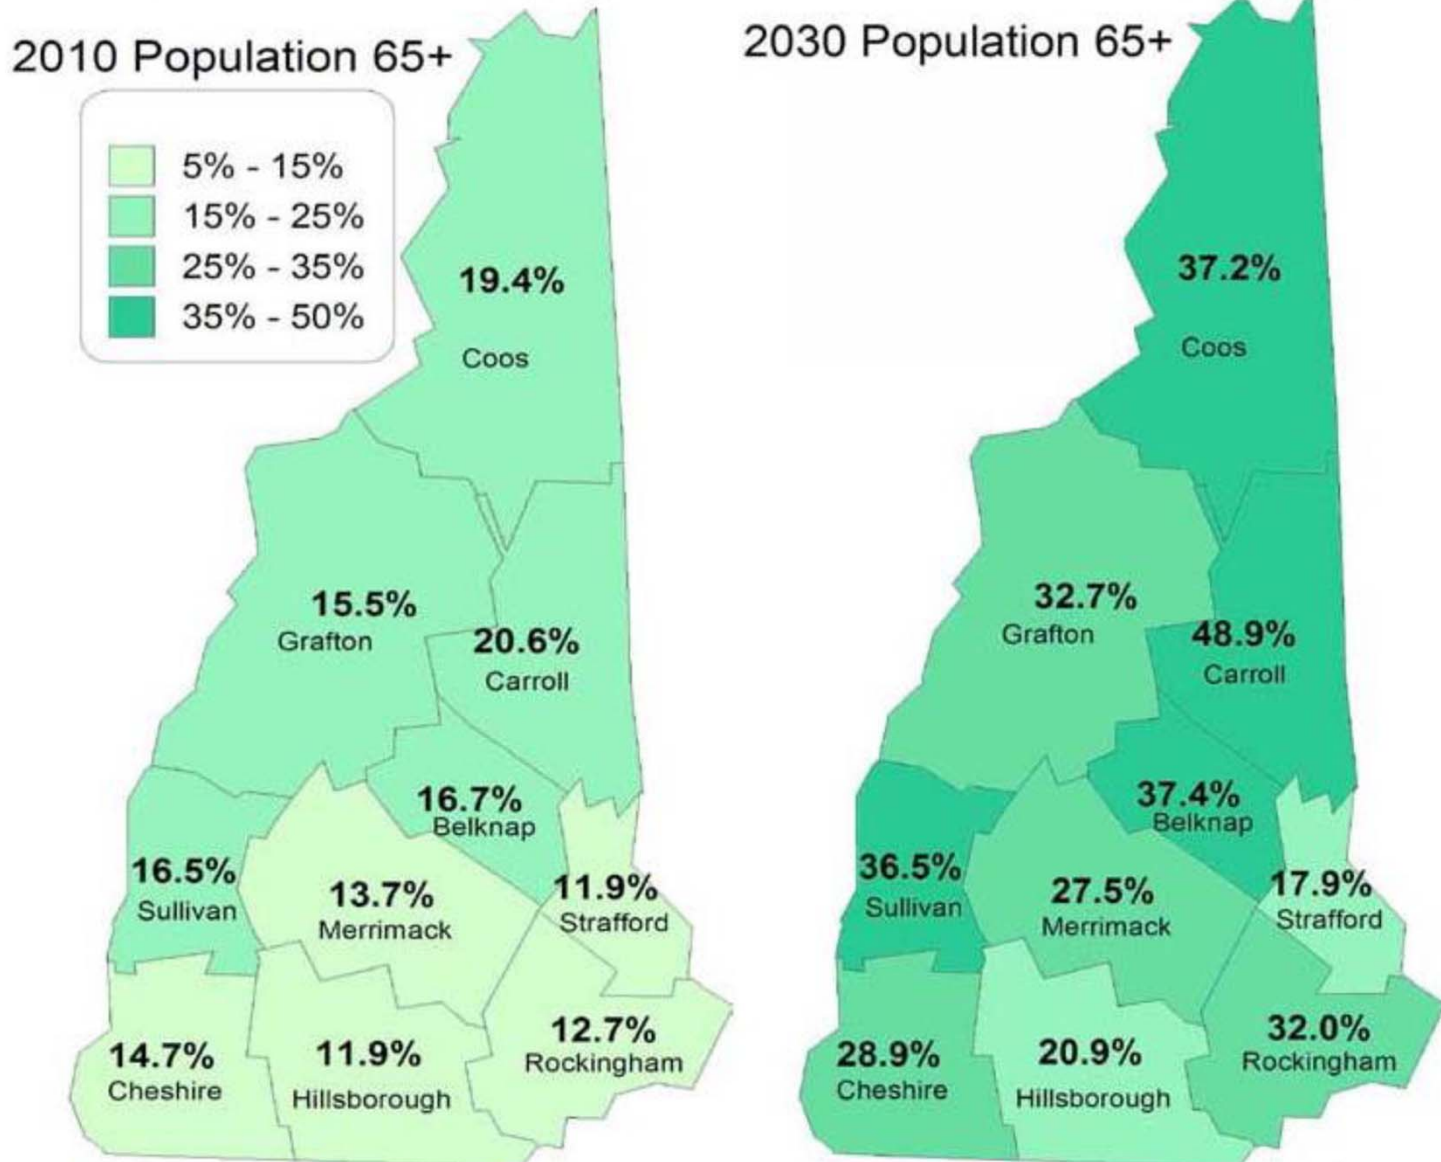 2010 Population 65+
5% - 15%
15% - 25%
25% - 35%
35% - 50%
19.4%
Coos
15.5%
Grafton
20.6%
Carroll
16.7%
Belknap
16.5%
Sullivan
13.7%
Merrimack
11.9%
Strafford
14.7%
Cheshire
11.9%
Hillsborough
12.7%
Rockingham
2030 Population 65+
37.2%
Coos
32.7%
Grafton
48.9%
Carroll
37.4%
Belknap
36.5%
Sullivan
27.5%
Merrimack
17.9%
Strafford
28.9%
Cheshire
20.9%
Hillsborough
32.0%
Rockingham